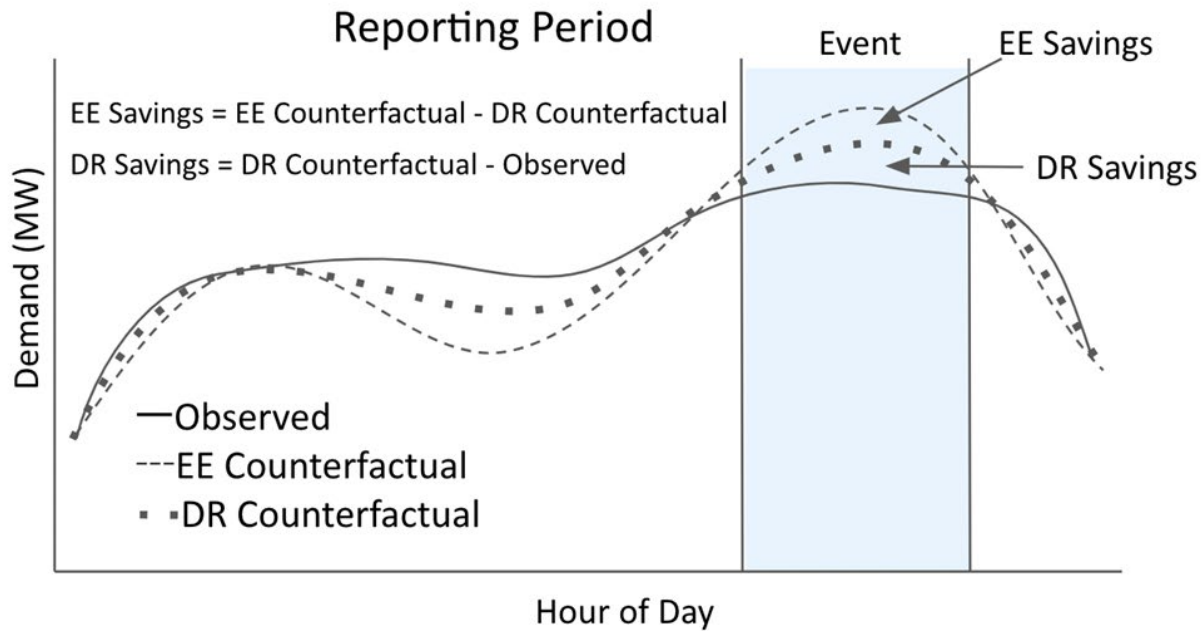 Reporting Period
Event
EE Savings
EE Savings = EE Counterfactual - DR Counterfactual
DR Savings = DR Counterfactual - Observed
DR Savings
Demand (MW)
Observed
EE Counterfactual
DR Counterfactual
Hour of Day